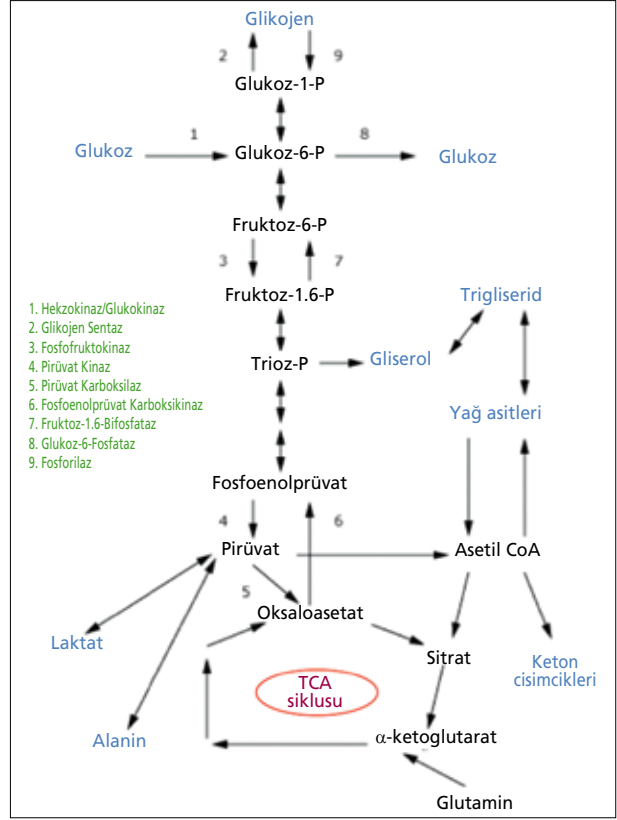 Glikojen
2 9
Glukoz-1-P
1 8
Glukoz Glukoz-6-P Glukoz
Fruktoz-6-P
3 7
Fruktoz-1.6-P Trigliserid
1. Hekzokinaz/Glukokinaz
2. Glikojen Sentaz
3. Fosfofruktokinaz
4. Pirüvat Kinaz
5. Pirüvat Karboksilaz
6. Fosfoenolprüvat Karboksikinaz
7. Fruktoz-1.6-Bifosfataz
8. Glukoz-6-Fosfataz
9. Fosforilaz
Trioz-P Gliserol
Yağ asitleri
Fosfoenolprüvat
4 6
Pirüvat Asetil CoA
5
Oksaloasetat
Laktat
Sitrat
Keton
cisimcikleri
TCA
siklusu
Alanin
α-ketoglutarat
Glutamin